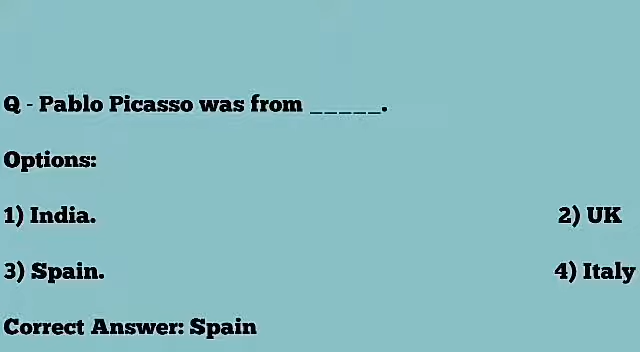 Q - Pablo Picasso was from _____.
Options:
1) India. 2) UK
3) Spain. 4) Italy
Correct Answer: Spain